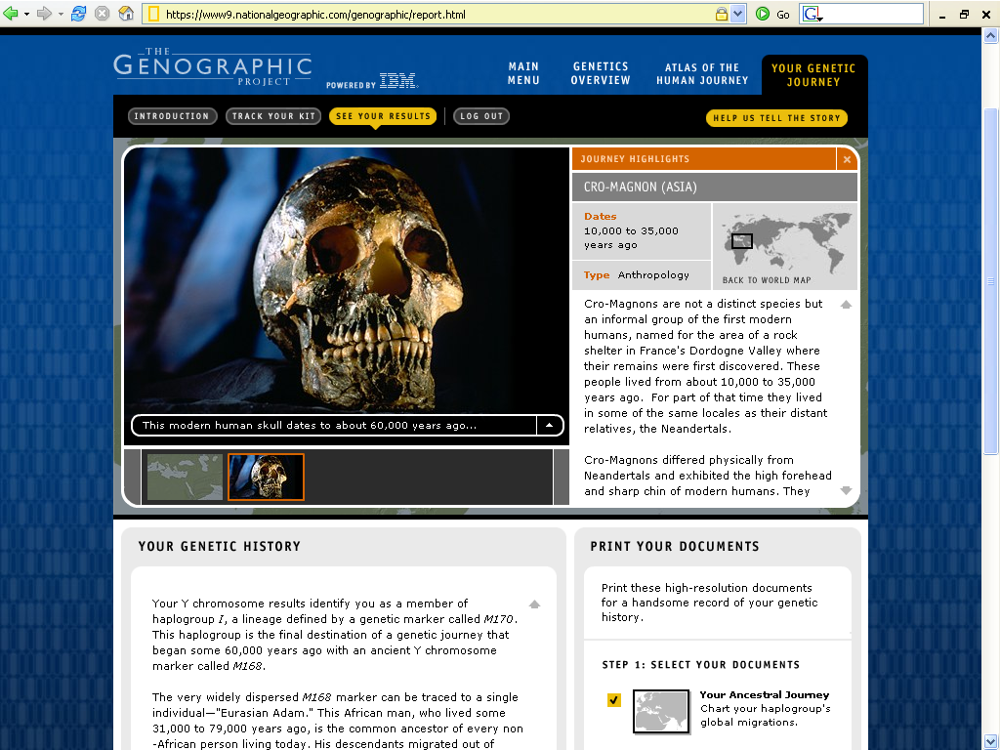 https://www9.nationalgeographic.com/genographic/report.html
Go
G
THE
GENOGRAPHIC
PROJECT
POWERED BY IBM
MAIN
MENU
GENETICS
OVERVIEW
ATLAS OF THE
HUMAN JOURNEY
YOUR GENETIC
JOURNEY
INTRODUCTION
TRACK YOUR KIT
SEE YOUR RESULTS
LOG OUT
HELP US TELL THE STORY
JOURNEY HIGHLIGHTS
CRO-MAGNON (ASIA)
Dates
10,000 to 35,000
years ago
Type Anthropology
BACK TO WORLD MAP
Cro-Magnons are not a distinct species but
an informal group of the first modern
humans, named for the area of a rock
shelter in France's Dordogne Valley where
their remains were first discovered. These
people lived from about 10,000 to 35,000
years ago. For part of that time they lived
in some of the same locales as their distant
relatives, the Neandertals.
Cro-Magnons differed physically from
Neandertals and exhibited the high forehead
and sharp chin of modern humans. They
This modern human skull dates to about 60,000 years ago...
YOUR GENETIC HISTORY
Your Y chromosome results identify you as a member of
haplogroup I, a lineage defined by a genetic marker called M170.
This haplogroup is the final destination of a genetic journey that
began some 60,000 years ago with an ancient Y chromosome
marker called M168.
The very widely dispersed M168 marker can be traced to a single
individual—"Eurasian Adam." This African man, who lived some
31,000 to 79,000 years ago, is the common ancestor of every non
-African person living today. His descendants migrated out of
PRINT YOUR DOCUMENTS
Print these high-resolution documents
for a handsome record of your genetic
history.
STEP 1: SELECT YOUR DOCUMENTS
Your Ancestral Journey
Chart your haplogroup's
global migrations.